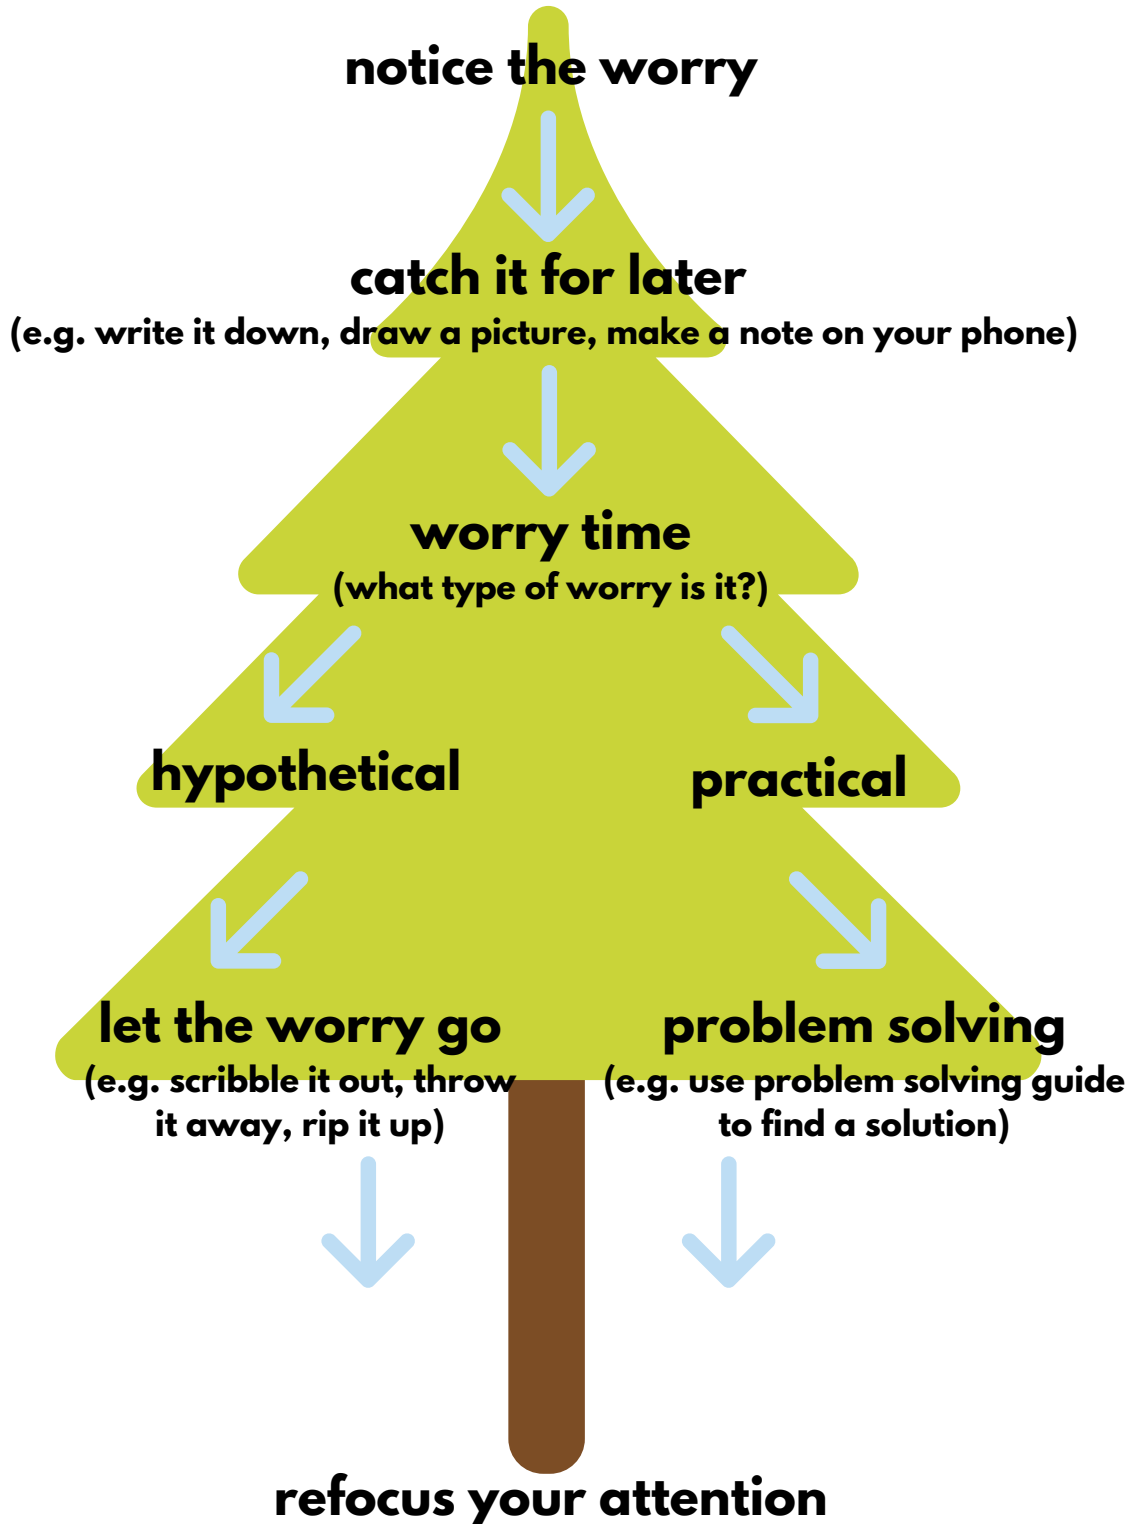 notice the worry
catch it for later
(e.g. write it down, draw a picture, make a note on your phone)
worry time
(what type of worry is it?)
hypothetical
practical
let the worry go
(e.g. scribble it out, throw
it away, rip it up)
problem solving
(e.g. use problem solving guide
to find a solution)
refocus your attention